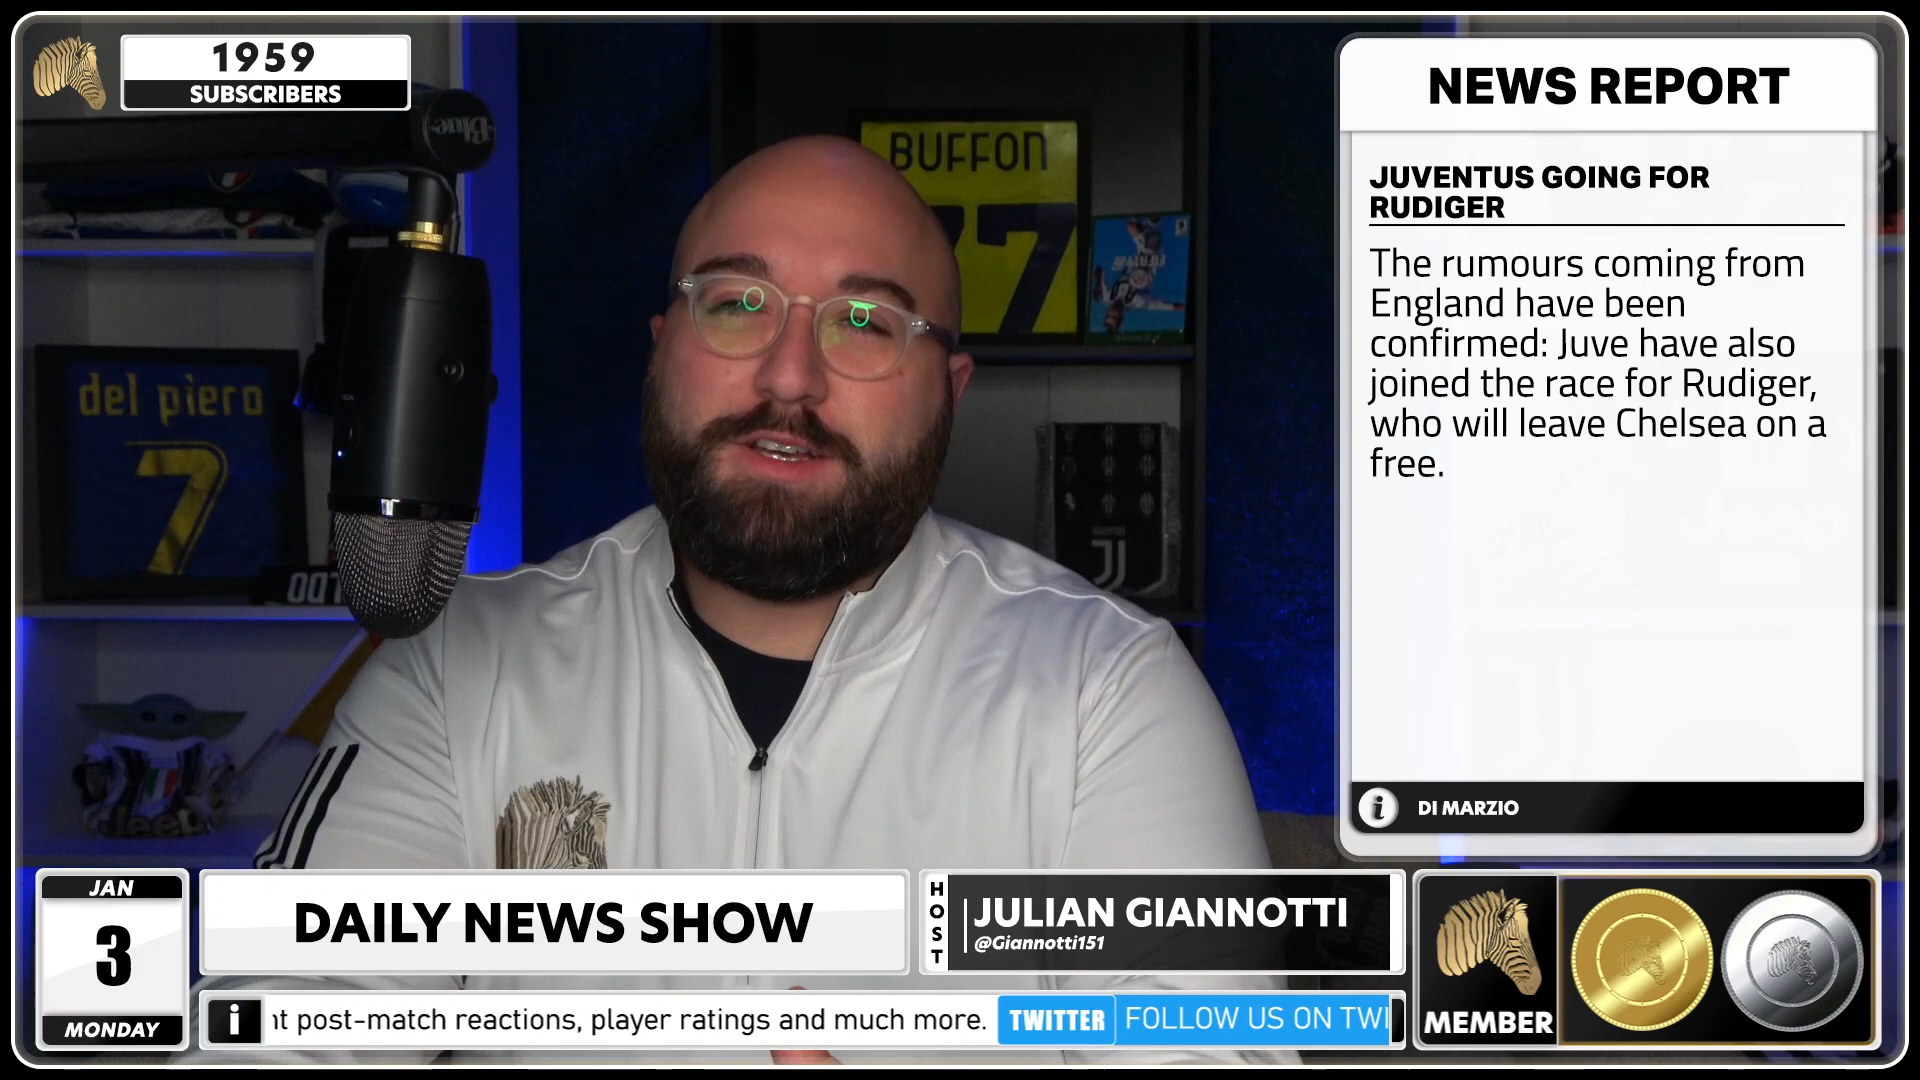 1959
SUBSCRIBERS
Blue
BUFFON
77
del piero
7
Jeep
NEWS REPORT
JUVENTUS GOING FOR
RUDIGER
The rumours coming from
England have been
confirmed: Juve have also
joined the race for Rudiger,
who will leave Chelsea on a
free.
DI MARZIO
JAN
3
MONDAY
DAILY NEWS SHOW
HOST
JULIAN GIANNOTTI
@Giannotti151
post-match reactions, player ratings and much more.
TWITTER
FOLLOW US ON
MEMBER